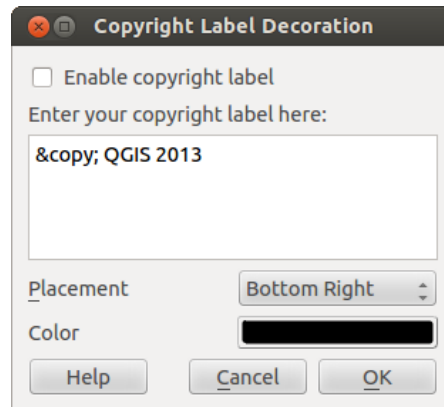 Copyright Label Decoration
Enable copyright label
Enter your copyright label here:
&copy; QGIS 2013
Placement Bottom Right
Color
Help Cancel OK